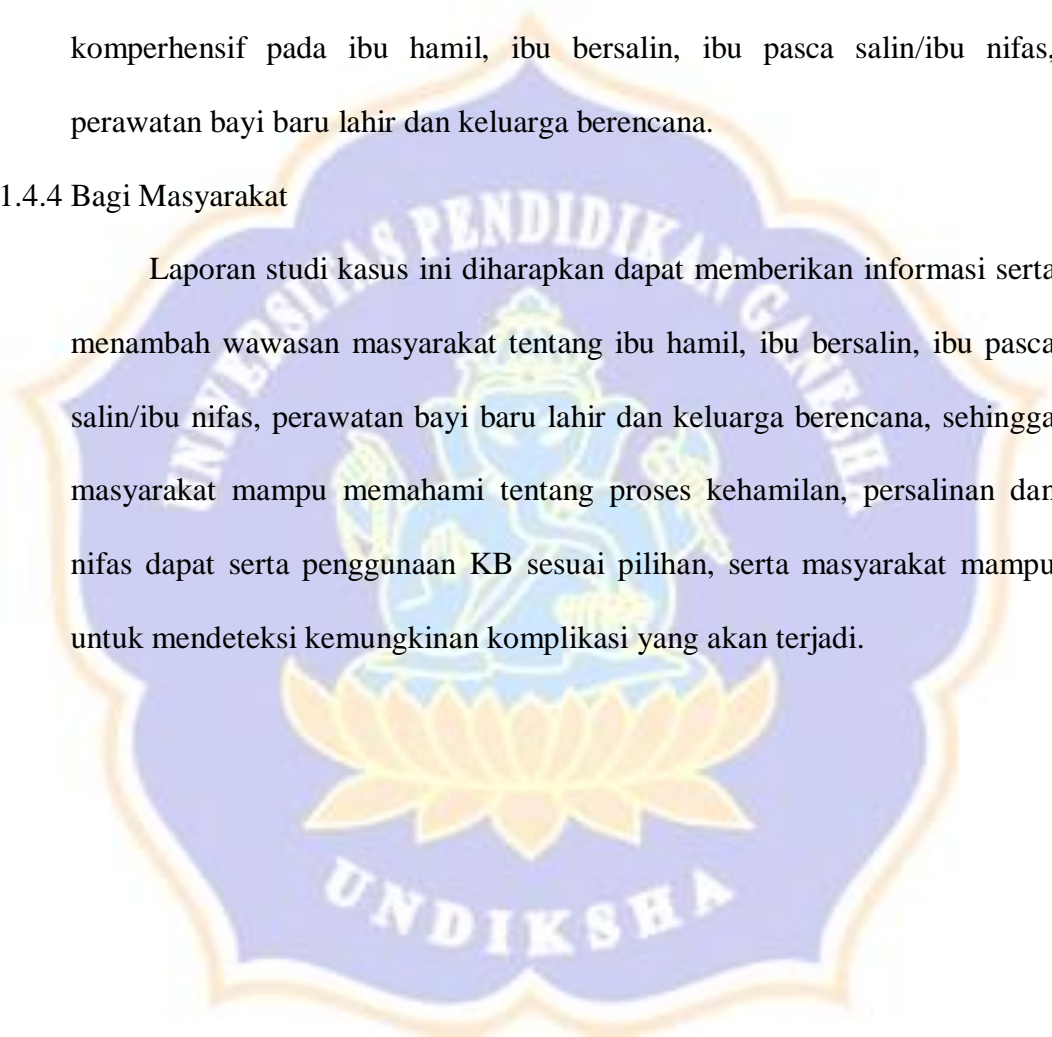 komperhensif pada ibu hamil, ibu bersalin, ibu pasca salin/ibu nifas,
perawatan bayi baru lahir dan keluarga berencana.
1.4.4 Bagi Masyarakat
UNIVERSITAS PENDIDIKAN GANESHA
Laporan studi kasus ini diharapkan dapat memberikan informasi serta
menambah wawasan masyarakat tentang ibu hamil, ibu bersalin, ibu pasca
salin/ibu nifas, perawatan bayi baru lahir dan keluarga berencana, sehingga
masyarakat mampu memahami tentang proses kehamilan, persalinan dan
nifas dapat serta penggunaan KB sesuai pilihan, serta masyarakat mampu
untuk mendeteksi kemungkinan komplikasi yang akan terjadi.
UNDIKSHA